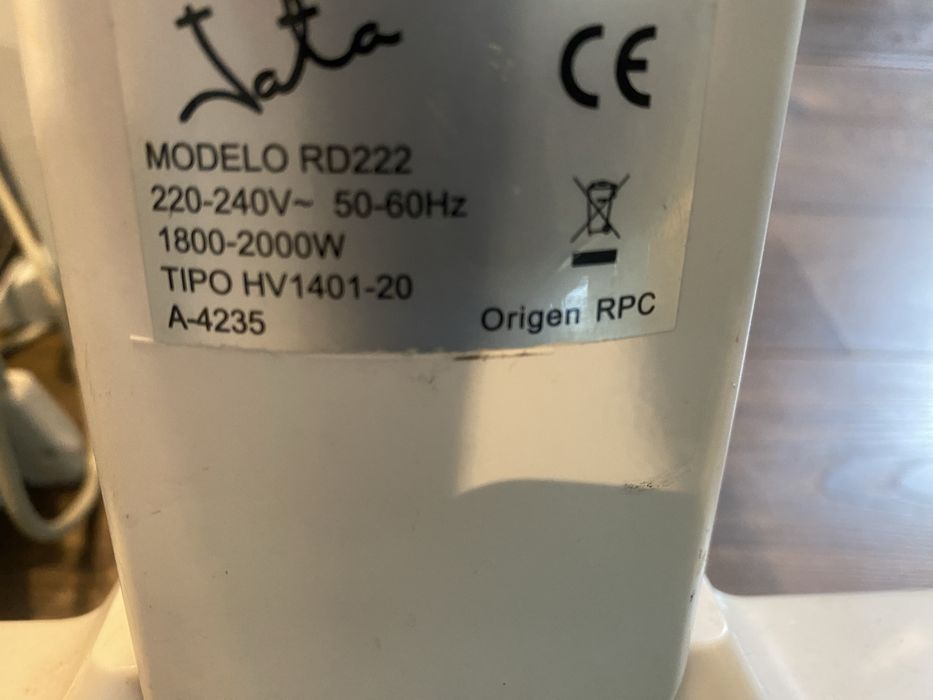 Jata
CE
MODELO RD222
220-240V~ 50-60Hz
1800-2000W
TIPO HV1401-20
A-4235
Origen RPC